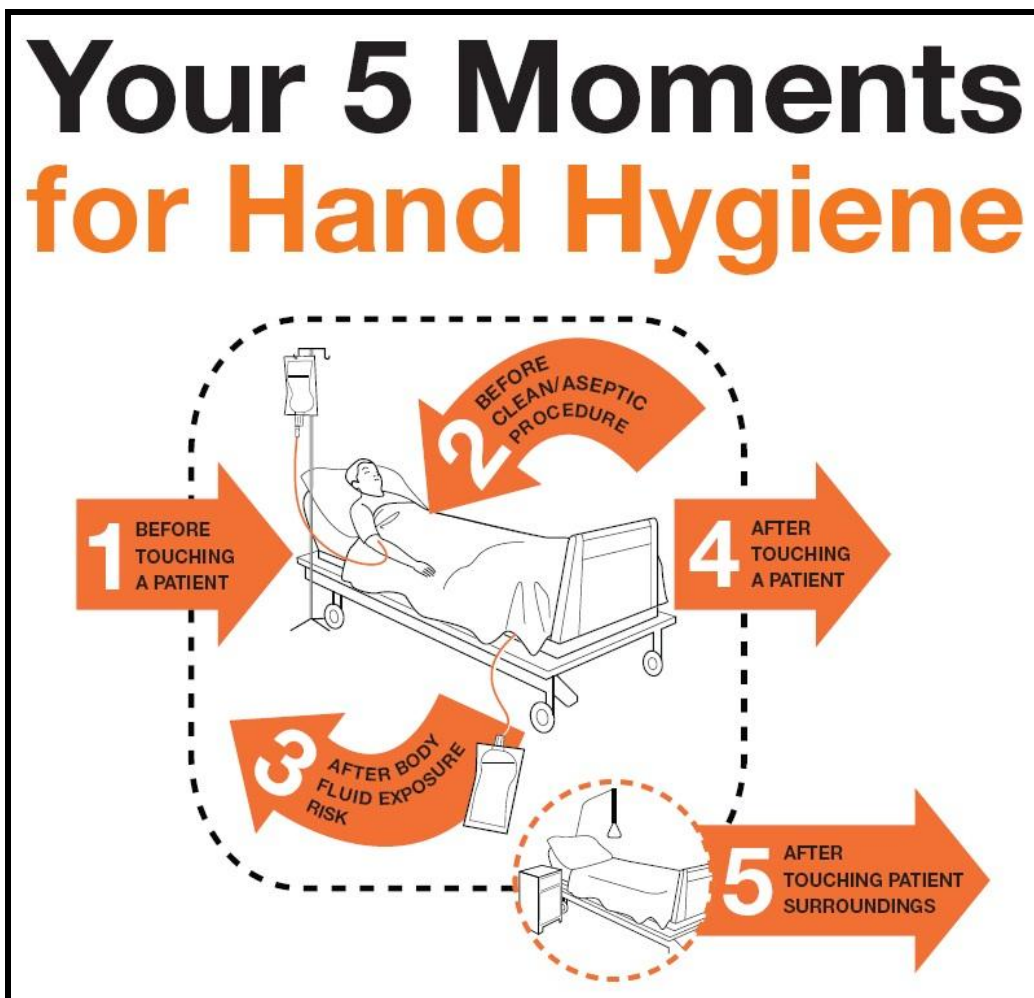 Your 5 Moments
for Hand Hygiene
1
BEFORE
TOUCHING
A PATIENT
2
BEFORE
CLEAN/ASEPTIC
PROCEDURE
3
AFTER BODY
FLUID EXPOSURE
RISK
4
AFTER
TOUCHING
A PATIENT
5
AFTER
TOUCHING PATIENT
SURROUNDINGS